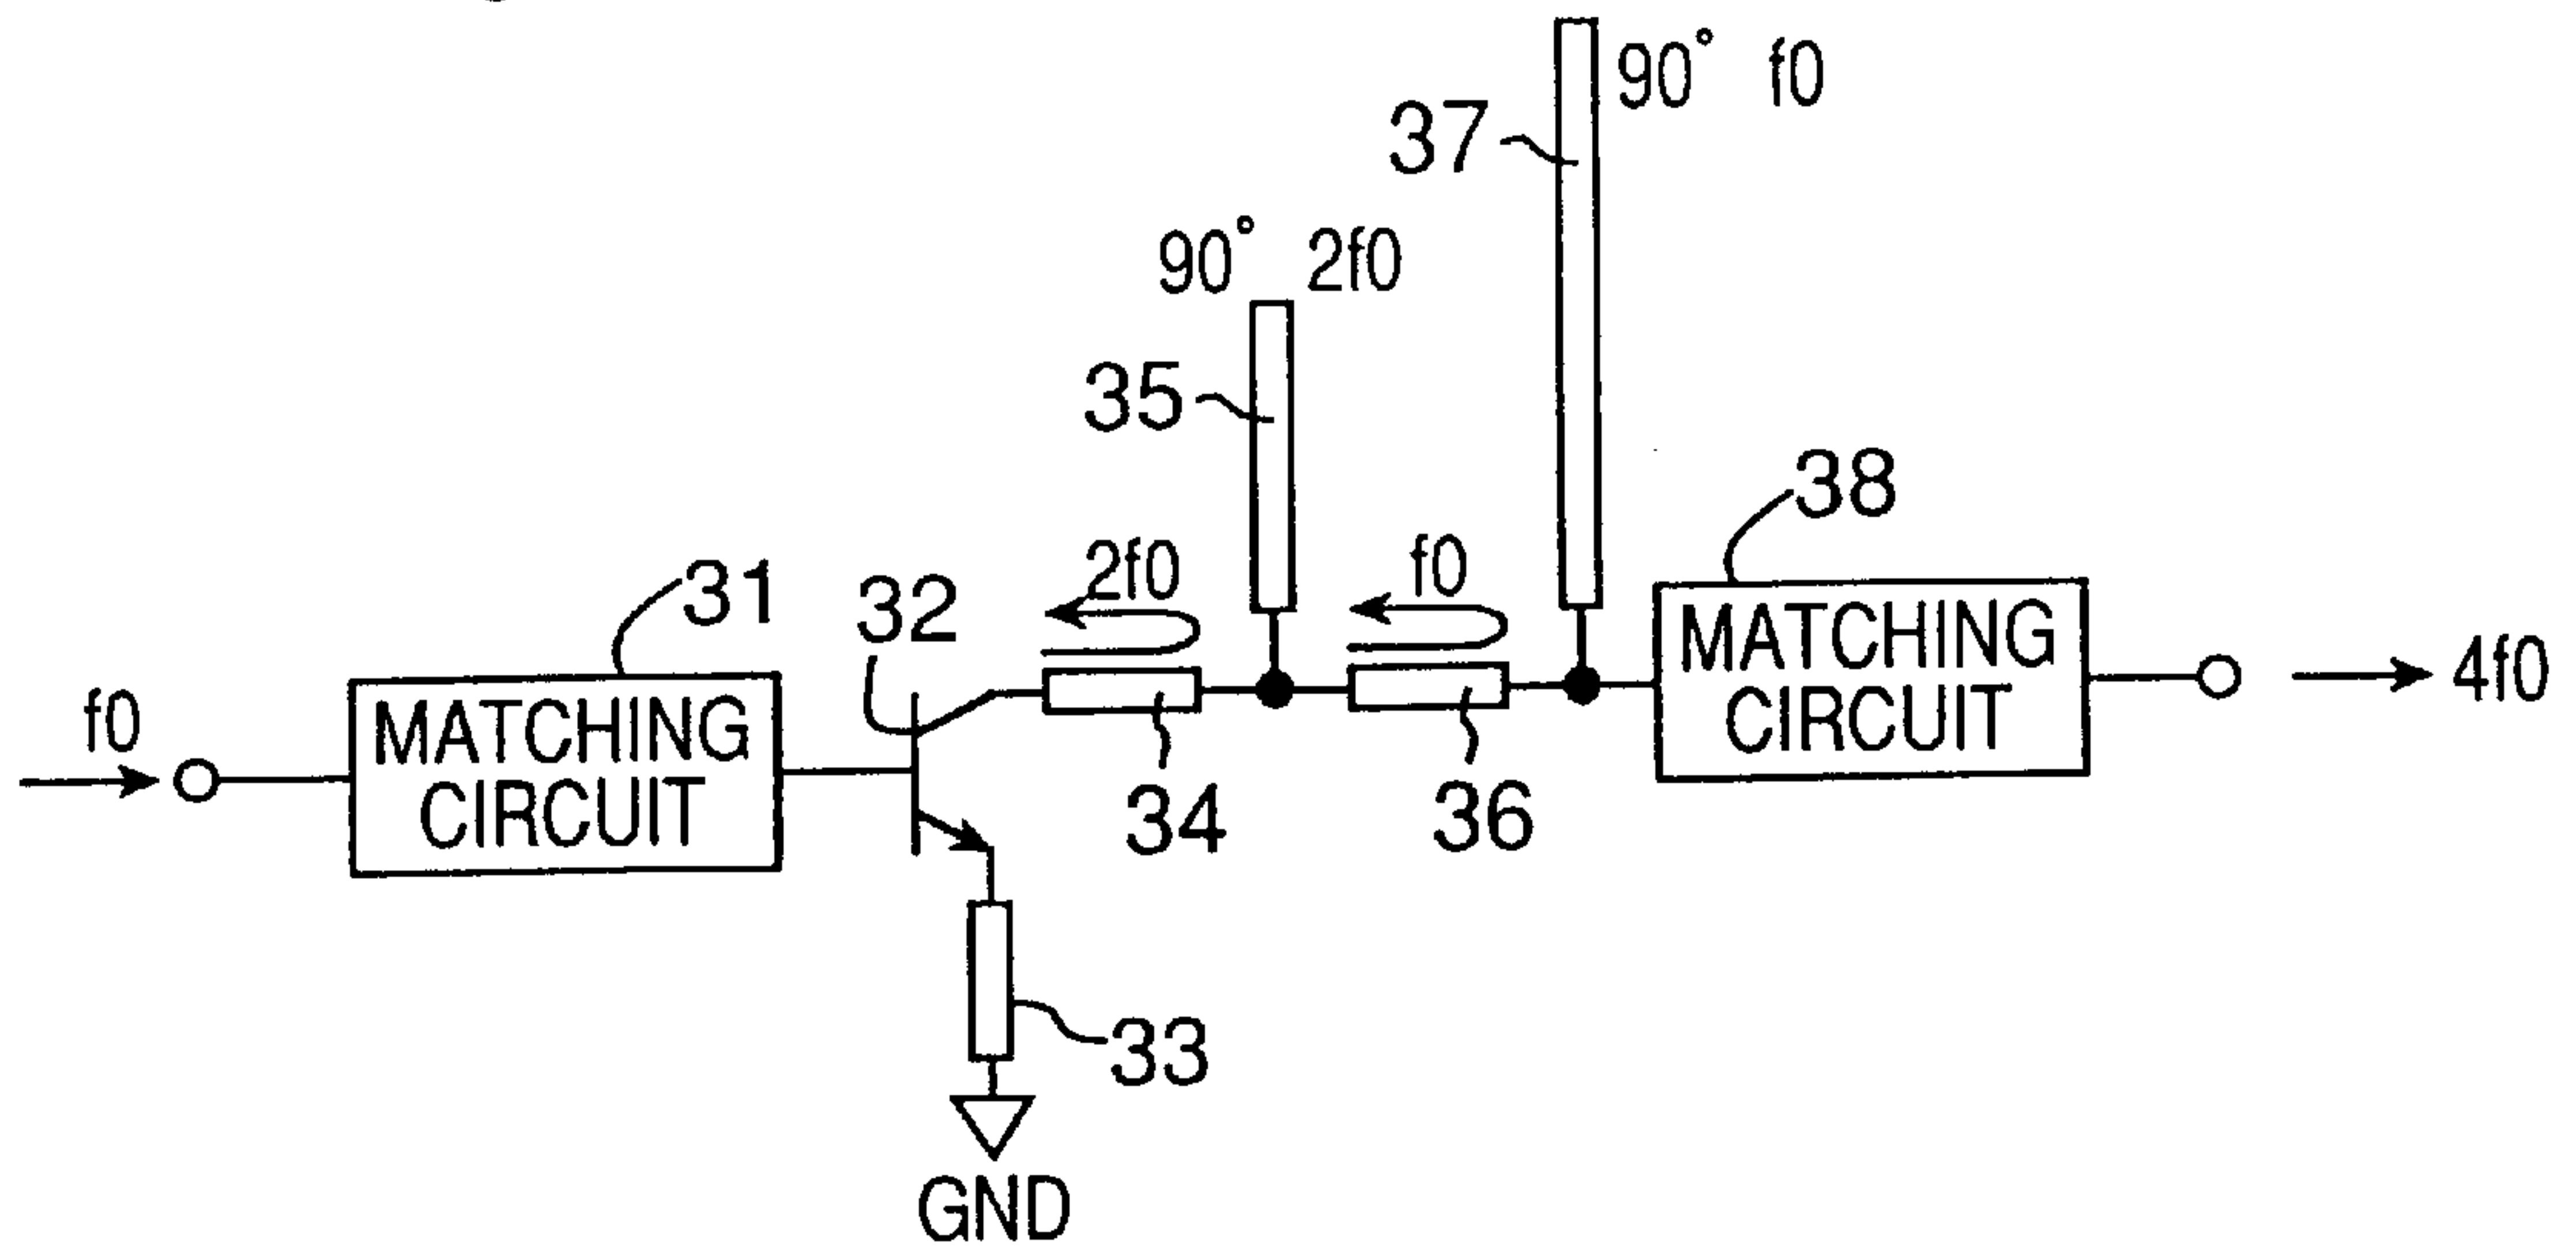 90° f0
37
90° 2f0
35
38
2f0
f0
31
32
MATCHING
CIRCUIT
4f0
f0
MATCHING
CIRCUIT
34
36
33
GND